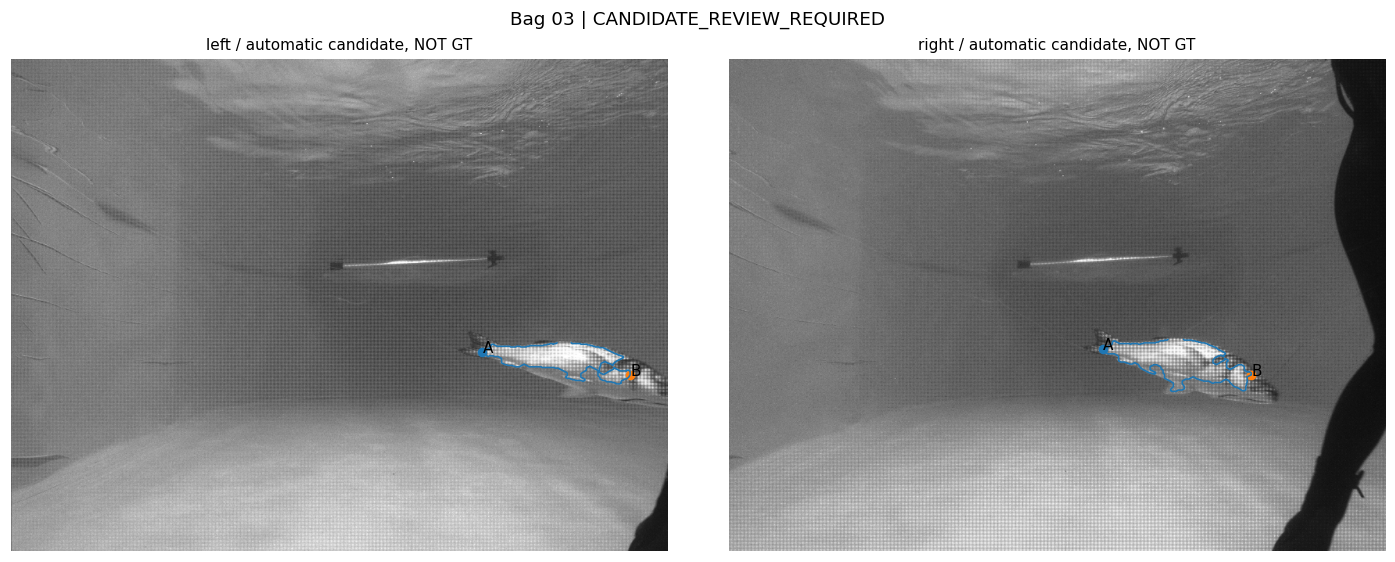 Bag 03 | CANDIDATE_REVIEW_REQUIRED
left / automatic candidate, NOT GT
right / automatic candidate, NOT GT
A
B
A
B